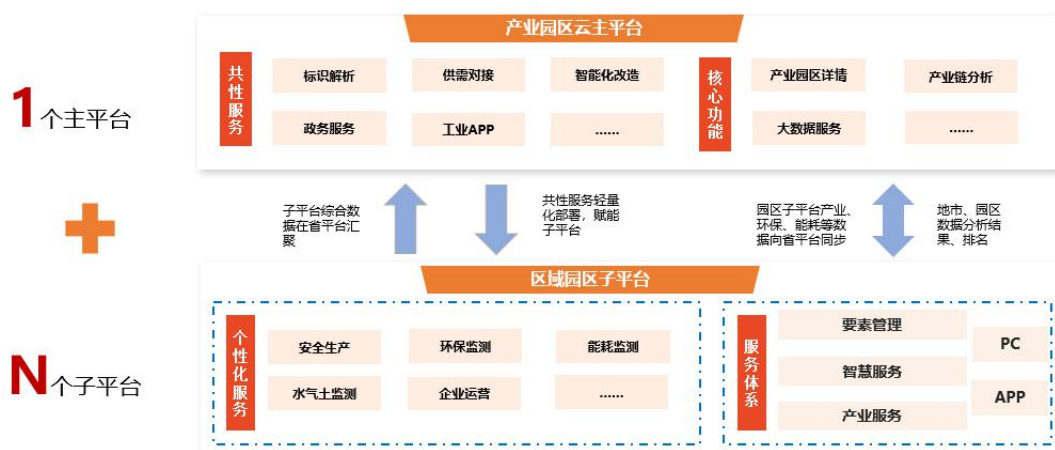 产业园区云主平台
共性服务
标识解析
供需对接
智能化改造
政务服务
工业APP
......
核心功能
产业园区详情
产业链分析
大数据服务
......
1个主平台
子平台综合数
据在省平台汇
聚
共性服务轻量
化部署，赋能
子平台
园区子平台产业、
环保、能耗等数
据向省平台同步
地市、园区
数据分析结
果、排名
区域园区子平台
N个子平台
个性化服务
安全生产
环保监测
能耗监测
水气土监测
企业运营
......
服务体系
要素管理
智慧服务
产业服务
PC
APP